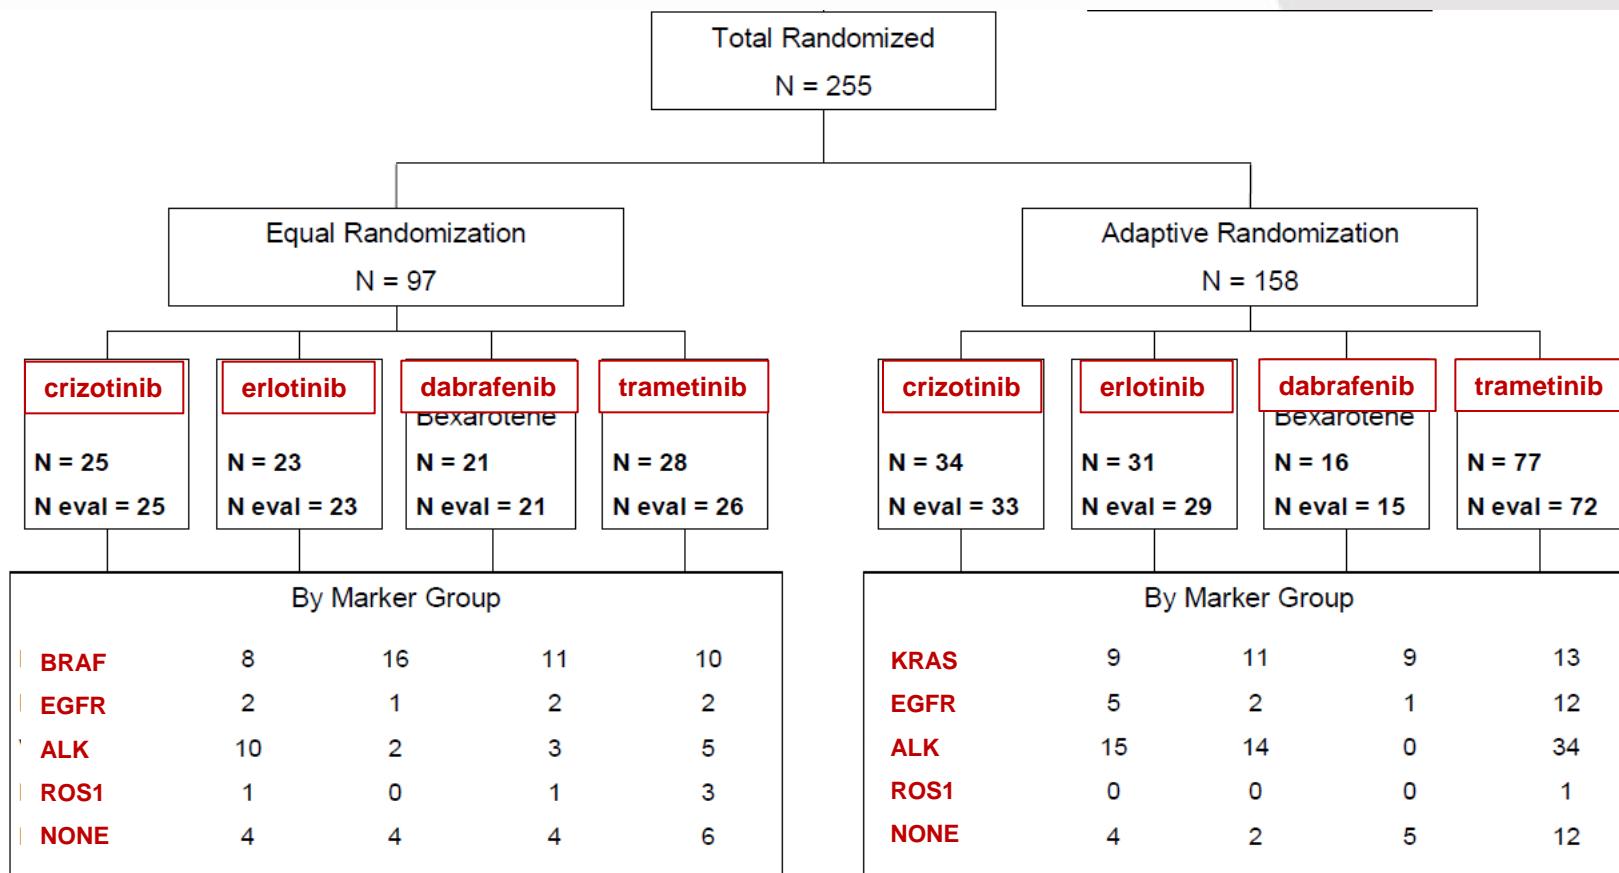 Total Randomized
N = 255
Equal Randomization
N = 97
Adaptive Randomization
N = 158
crizotinib erlotinib dabrafenib trametinib
Bexarotene
N = 25 N = 23 N = 21 N = 28
N eval = 25 N eval = 23 N eval = 21 N eval = 26
crizotinib erlotinib dabrafenib trametinib
Bexarotene
N = 34 N = 31 N = 16 N = 77
N eval = 33 N eval = 29 N eval = 15 N eval = 72
By Marker Group
BRAF 8 16 11 10
EGFR 2 1 2 2
ALK 10 2 3 5
ROS1 1 0 1 3
NONE 4 4 4 6
By Marker Group
KRAS 9 11 9 13
EGFR 5 2 1 12
ALK 15 14 0 34
ROS1 0 0 0 1
NONE 4 2 5 12